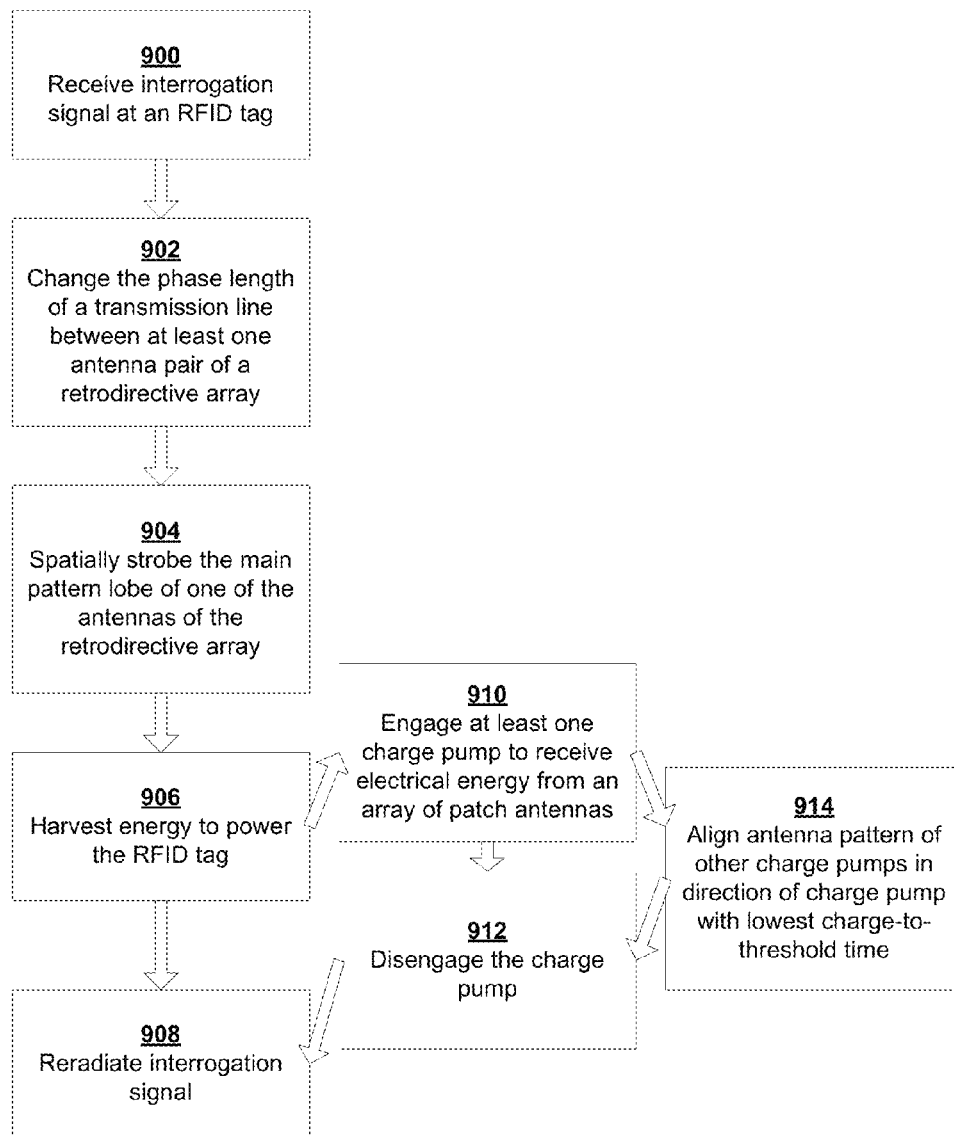 900
Receive interrogation
signal at an RFID tag
902
Change the phase length
of a transmission line
between at least one
antenna pair of a
retrodirective array
904
Spatially strobe the main
pattern lobe of one of the
antennas of the
retrodirective array
906
Harvest energy to power
the RFID tag
908
Reradiate interrogation
signal
910
Engage at least one
charge pump to receive
electrical energy from an
array of patch antennas
912
Disengage the charge
pump
914
Align antenna pattern of
other charge pumps in
direction of charge pump
with lowest charge-to-
threshold time